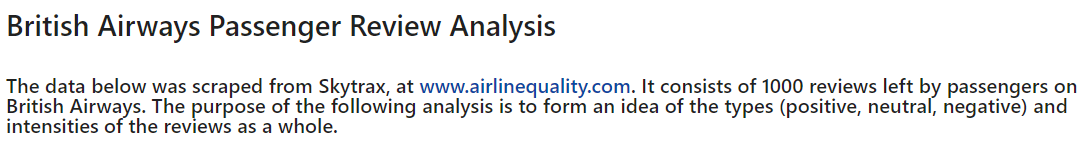 British Airways Passenger Review Analysis
The data below was scraped from Skytrax, at www.airlinequality.com. It consists of 1000 reviews left by passengers on
British Airways. The purpose of the following analysis is to form an idea of the types (positive, neutral, negative) and
intensities of the reviews as a whole.